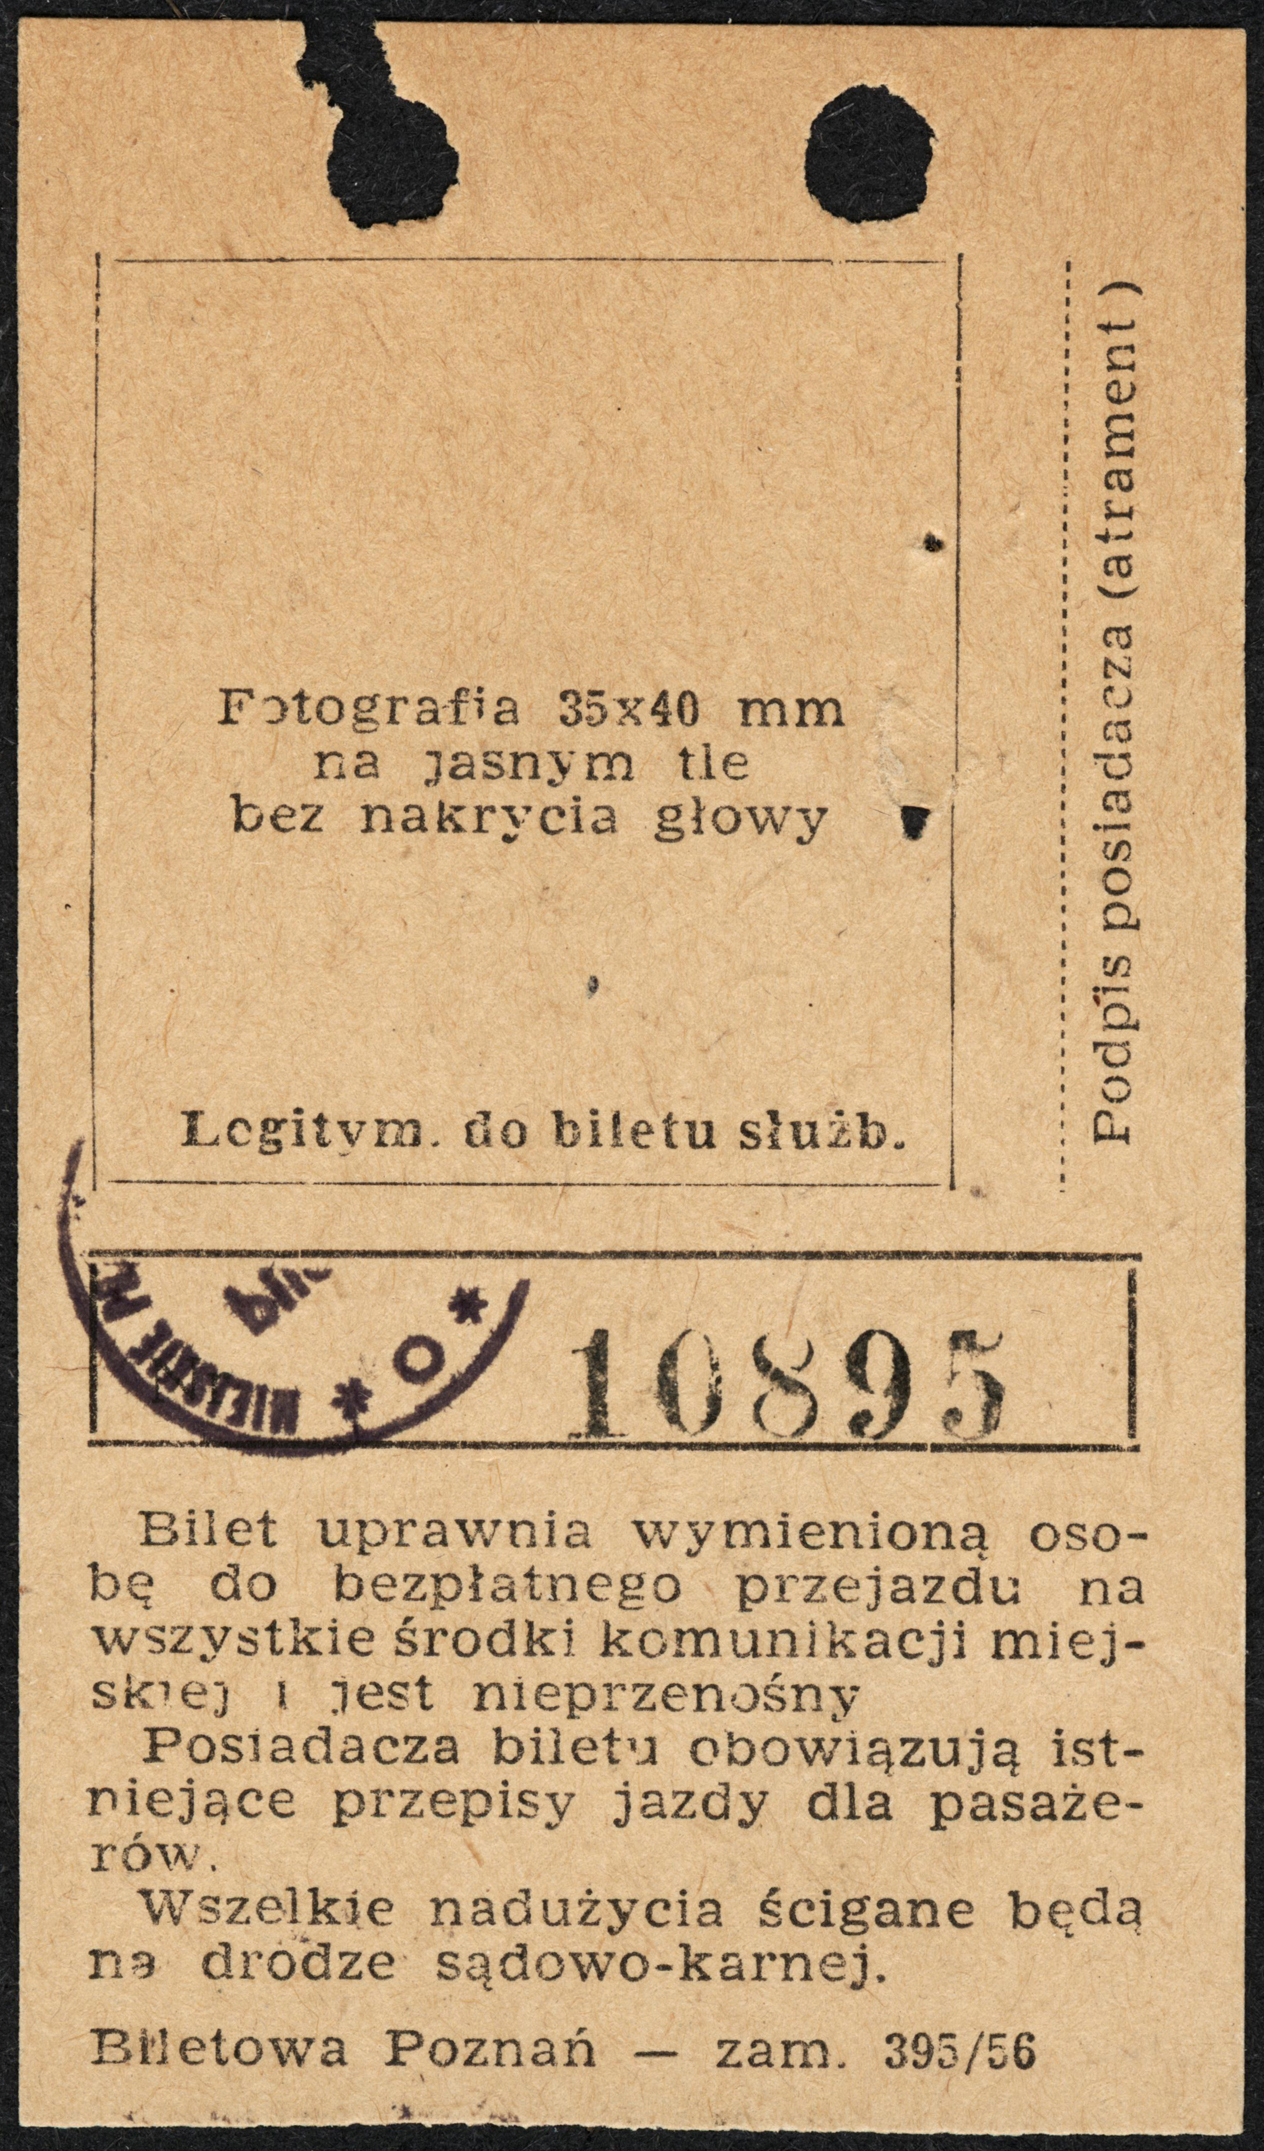 Fotografia 35x40 mm
na jasnym tle
bez nakrycia głowy
Legitym. do biletu służb.
Podpis posiadacza (atrament)
MIEJSKIE
* O *
10895
Bilet uprawnia wymienioną oso-
bę do bezpłatnego przejazdu na
wszystkie środki komunikacji miej-
skiej i jest nieprzenośny
Posiadacza biletu obowiązują ist-
niejące przepisy jazdy dla pasaże-
rów.
Wszelkie nadużycia ścigane będą
na drodze sądowo-karnej.
Biletowa Poznań — zam. 395/56